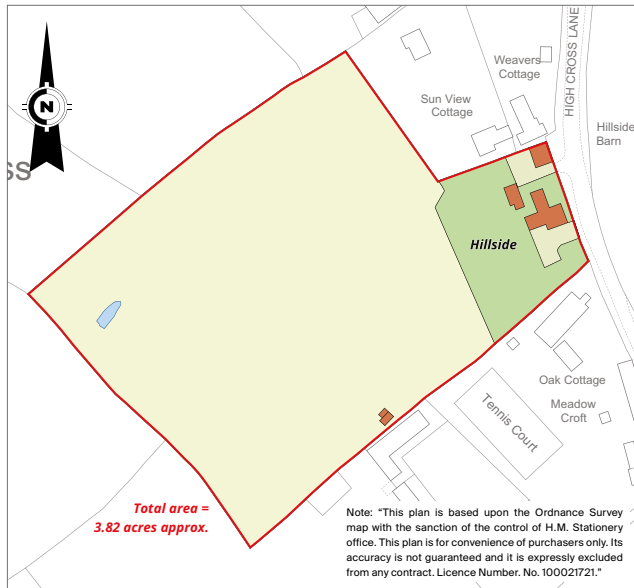 Weavers
Cottage
HIGH CROSS LANE
Sun View
Cottage
Hillside
Barn
N
SS
Hillside
Oak Cottage
Meadow
Croft
Tennis Court
Total area =
3.82 acres approx.
Note: “This plan is based upon the Ordnance Survey
map with the sanction of the control of H.M. Stationery
office. This plan is for convenience of purchasers only. Its
accuracy is not guaranteed and it is expressly excluded
from any contract. Licence Number. No. 100021721.”